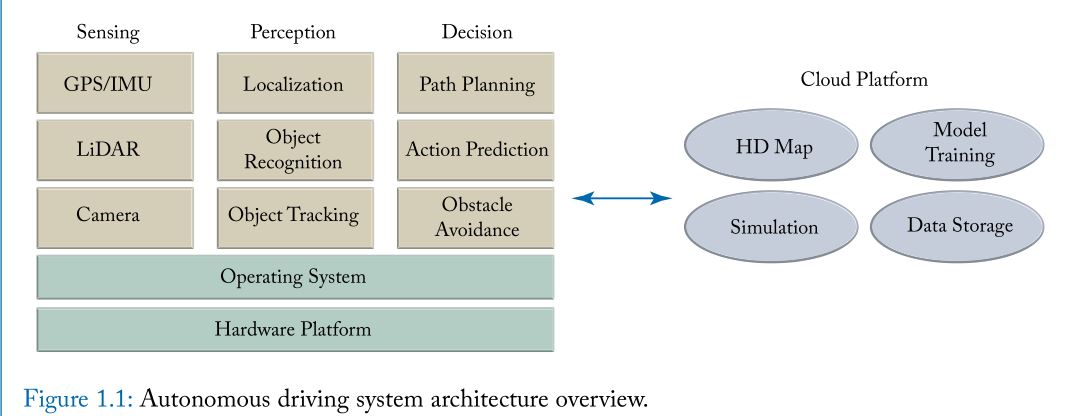 Sensing
Perception
Decision
GPS/IMU
Localization
Path Planning
LiDAR
Object
Recognition
Action Prediction
Camera
Object Tracking
Obstacle
Avoidance
Operating System
Hardware Platform
Cloud Platform
HD Map
Model
Training
Simulation
Data Storage
Figure 1.1: Autonomous driving system architecture overview.